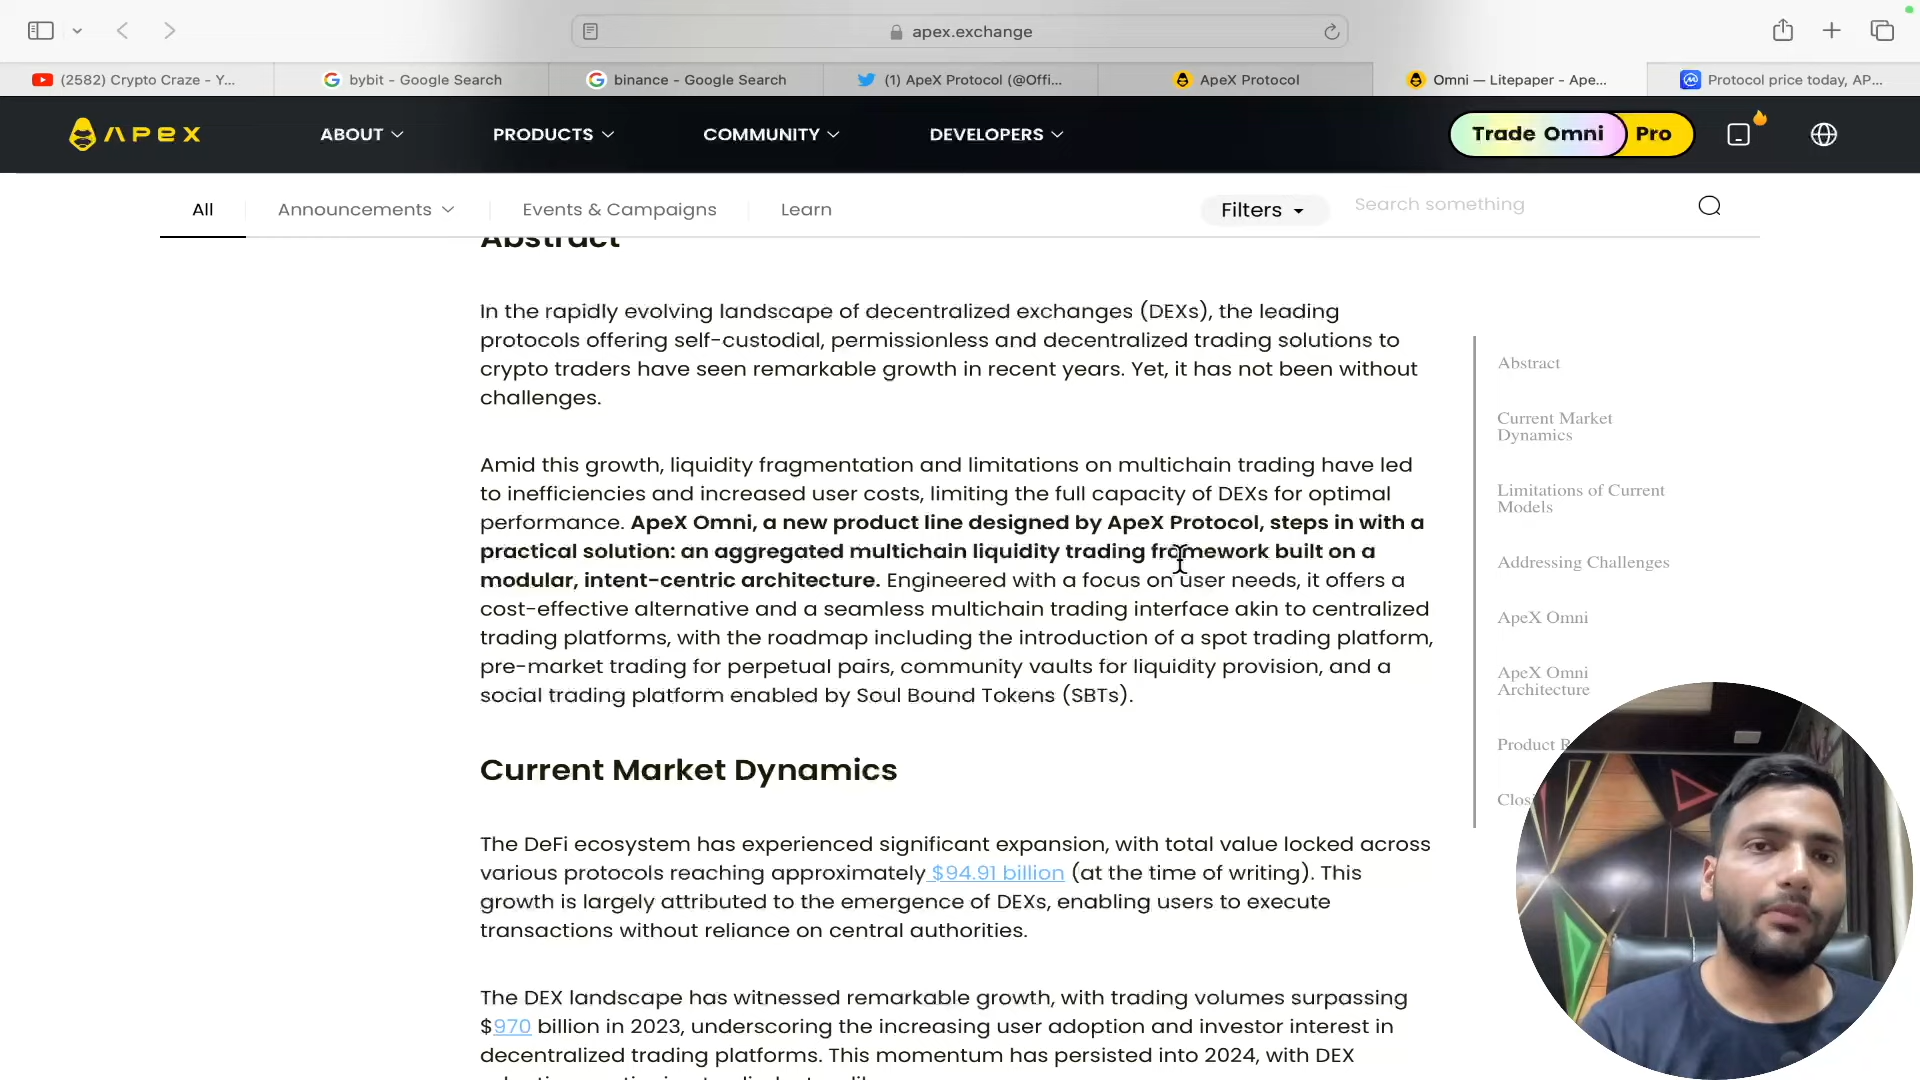 apex.exchange
(2582) Crypto Craze - Y...
bybit - Google Search
binance - Google Search
(1) ApeX Protocol (@Offi...
ApeX Protocol
Omni — Litepaper - Ape...
Protocol price today, AP...
APEX
ABOUT
PRODUCTS
COMMUNITY
DEVELOPERS
Trade Omni
Pro
All
Announcements
Events & Campaigns
Learn
Filters
Search something
Abstract
In the rapidly evolving landscape of decentralized exchanges (DEXs), the leading
protocols offering self-custodial, permissionless and decentralized trading solutions to
crypto traders have seen remarkable growth in recent years. Yet, it has not been without
challenges.
Amid this growth, liquidity fragmentation and limitations on multichain trading have led
to inefficiencies and increased user costs, limiting the full capacity of DEXs for optimal
performance. ApeX Omni, a new product line designed by ApeX Protocol, steps in with a
practical solution: an aggregated multichain liquidity trading framework built on a
modular, intent-centric architecture. Engineered with a focus on user needs, it offers a
cost-effective alternative and a seamless multichain trading interface akin to centralized
trading platforms, with the roadmap including the introduction of a spot trading platform,
pre-market trading for perpetual pairs, community vaults for liquidity provision, and a
social trading platform enabled by Soul Bound Tokens (SBTs).
Current Market Dynamics
The DeFi ecosystem has experienced significant expansion, with total value locked across
various protocols reaching approximately $94.91 billion (at the time of writing). This
growth is largely attributed to the emergence of DEXs, enabling users to execute
transactions without reliance on central authorities.
The DEX landscape has witnessed remarkable growth, with trading volumes surpassing
$970 billion in 2023, underscoring the increasing user adoption and investor interest in
decentralized trading platforms. This momentum has persisted into 2024, with DEX
Abstract
Current Market
Dynamics
Limitations of Current
Models
Addressing Challenges
ApeX Omni
ApeX Omni
Architecture
Product